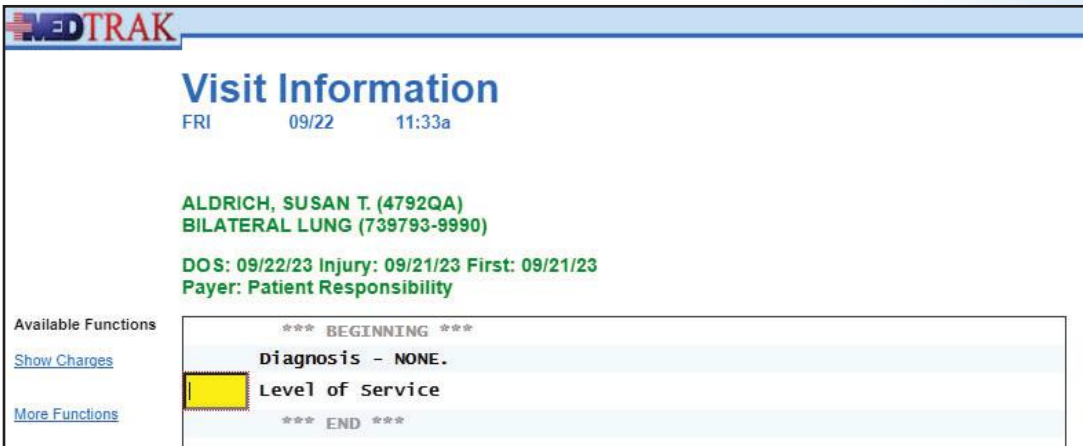 MEDTRAK
Visit Information
FRI 09/22 11:33a
ALDRICH, SUSAN T. (4792QA)
BILATERAL LUNG (739793-9990)
DOS: 09/22/23 Injury: 09/21/23 First: 09/21/23
Payer: Patient Responsibility
Available Functions
Show Charges
More Functions
*** BEGINNING ***
Diagnosis - NONE.
Level of Service
*** END ***